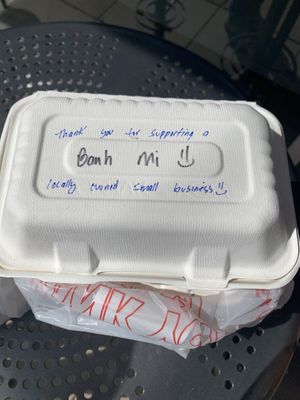 Thank you for supporting a
Banh Mi
locally owned small business